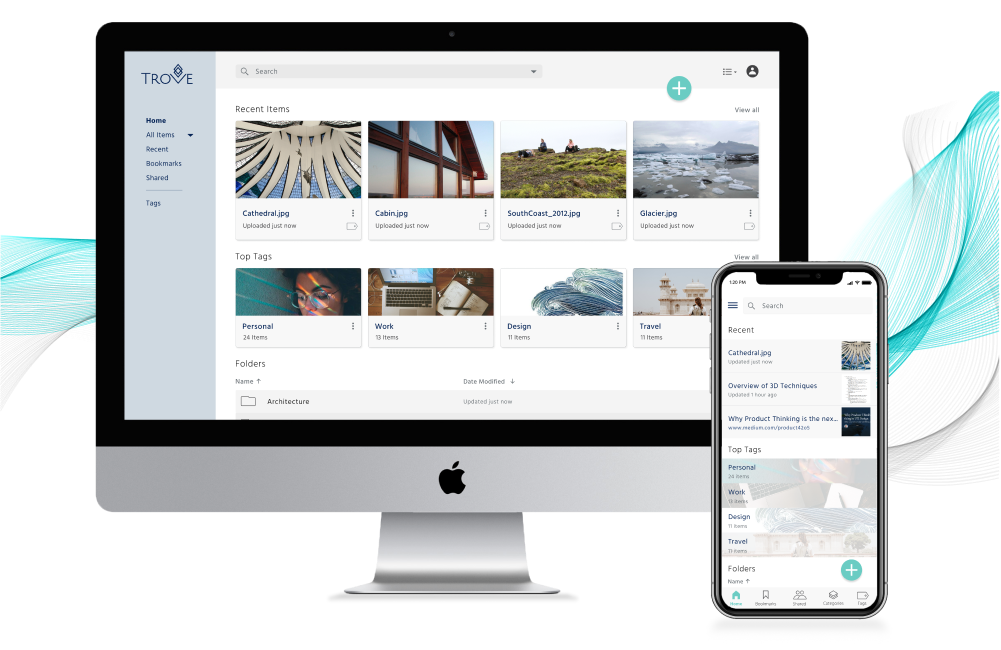 TROVE
Search
Home
All Items
Recent
Bookmarks
Shared
Tags
Recent Items
View all
Cathedral.jpg
Uploaded just now
Cabin.jpg
Uploaded just now
SouthCoast_2012.jpg
Uploaded just now
Glacier.jpg
Uploaded just now
Top Tags
View all
Personal
24 Items
Work
13 Items
Design
11 Items
Travel
11 Items
Folders
Name ↑
Date Modified ↓
Architecture
Updated just now
1:20 PM
Search
Recent
Cathedral.jpg
Updated just now
Overview of 3D Techniques
Updated 1 hour ago
Why Product Thinking is the nex...
www.medium.com/product42e5
Top Tags
Personal
24 Items
Work
13 Items
Design
11 Items
Travel
11 Items
Folders
Name ↑
Home
Bookmarks
Shared
Categories
Tags